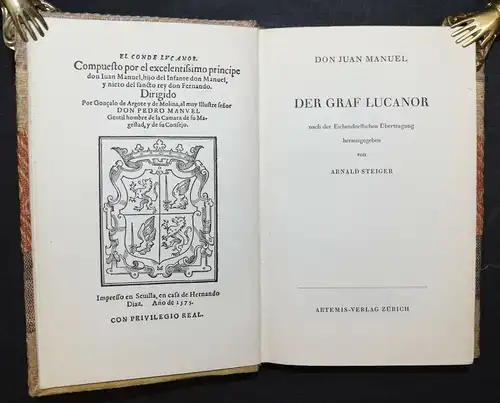 EL CONDE LVCANOR.
Compuesto por el excelentissimo principe
don Iuan Manuel, hijo del Infante don Manuel,
y nieto del sancto rey don Fernando.
Dirigido
Por Gonçalo de Argote y de Molina, al muy Illustre señor
DON PEDRO MANVEL
Gentil hombre de la Camara de su Ma-
gestad, y de su Consejo.
Impresso en Seuilla, en casa de Hernando
Diaz. Año de 1575.
CON PRIVILEGIO REAL.
DON JUAN MANUEL
DER GRAF LUCANOR
nach der Eichendorffschen Übertragung
herausgegeben
von
ARNALD STEIGER
ARTEMIS-VERLAG ZÜRICH